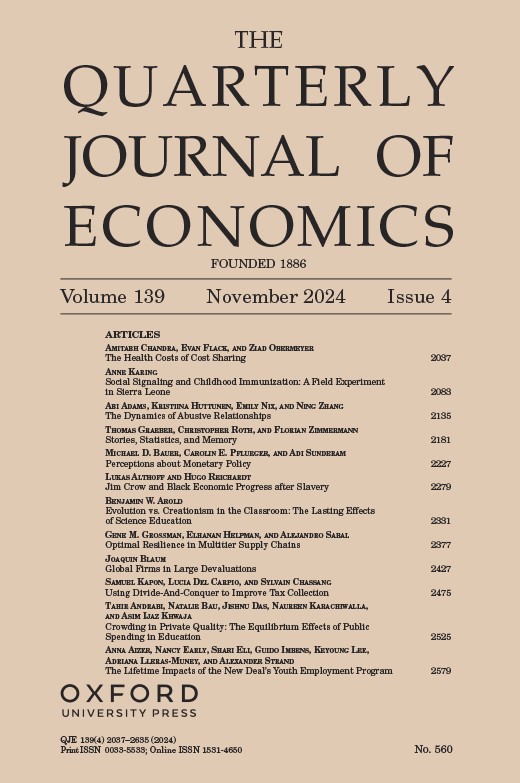 THE
QUARTERLY
JOURNAL OF
ECONOMICS
FOUNDED 1886
Volume 139 November 2024 Issue 4
ARTICLES
Amitabh Chandra, Evan Flack, and Ziad Obermeyer
The Health Costs of Cost Sharing 2037
Anne Karing
Social Signaling and Childhood Immunization: A Field Experiment
in Sierra Leone 2083
Abi Adams, Kristiina Huttunen, Emily Nix, and Ning Zhang
The Dynamics of Abusive Relationships 2135
Thomas Graeber, Christopher Roth, and Florian Zimmermann
Stories, Statistics, and Memory 2181
Michael D. Bauer, Carolin E. Pflueger, and Adi Sunderam
Perceptions about Monetary Policy 2227
Lukas Althoff and Hugo Reichardt
Jim Crow and Black Economic Progress after Slavery 2279
Benjamin W. Arold
Evolution vs. Creationism in the Classroom: The Lasting Effects
of Science Education 2331
Gene M. Grossman, Elhanan Helpman, and Alejandro Sabal
Optimal Resilience in Multitier Supply Chains 2377
Joaquin Blaum
Global Firms in Large Devaluations 2427
Samuel Kapon, Lucia Del Carpio, and Sylvain Chassang
Using Divide-And-Conquer to Improve Tax Collection 2475
Tahir Andrabi, Natalie Bau, Jishnu Das, Naureen Karachiwalla,
and Asim Ijaz Khwaja
Crowding in Private Quality: The Equilibrium Effects of Public
Spending in Education 2525
Anna Aizer, Nancy Early, Shari Eli, Guido Imbens, Keyoung Lee,
Adriana Lleras-Muney, and Alexander Strand
The Lifetime Impacts of the New Deal's Youth Employment Program 2579
OXFORD
UNIVERSITY PRESS
QJE 139(4) 2037–2635 (2024)
Print ISSN 0033-5533; Online ISSN 1531-4650 No. 560